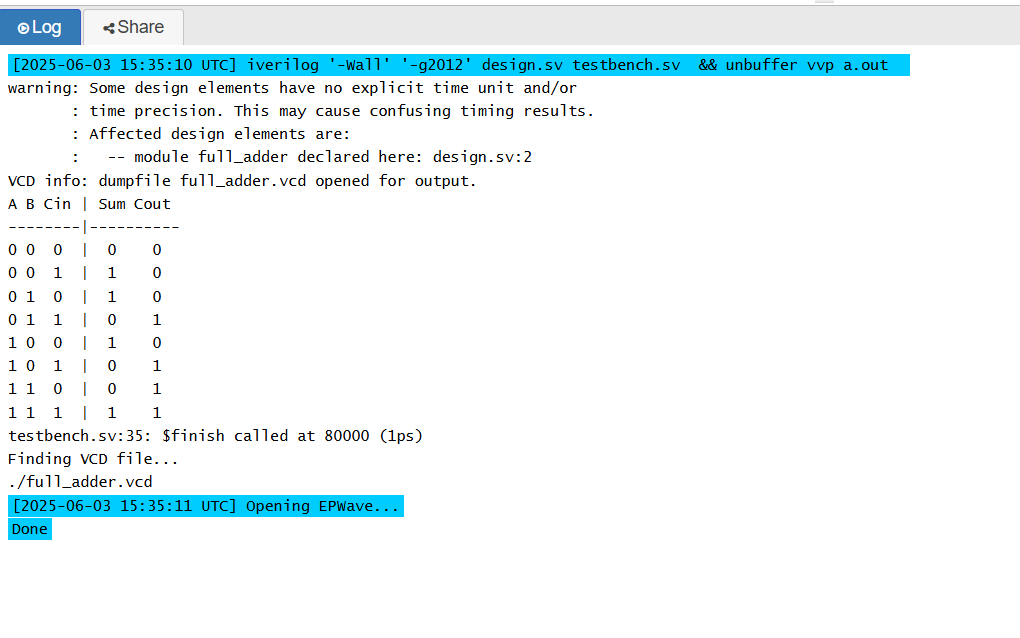 Log Share
[2025-06-03 15:35:10 UTC] iverilog '-Wall' '-g2012' design.sv testbench.sv  && unbuffer vvp a.out
warning: Some design elements have no explicit time unit and/or
       : time precision. This may cause confusing timing results.
       : Affected design elements are:
       :   -- module full_adder declared here: design.sv:2
VCD info: dumpfile full_adder.vcd opened for output.
A B Cin | Sum Cout
--------|----------
0 0  0  |  0    0
0 0  1  |  1    0
0 1  0  |  1    0
0 1  1  |  0    1
1 0  0  |  1    0
1 0  1  |  0    1
1 1  0  |  0    1
1 1  1  |  1    1
testbench.sv:35: $finish called at 80000 (1ps)
Finding VCD file...
./full_adder.vcd
[2025-06-03 15:35:11 UTC] Opening EPWave...
Done